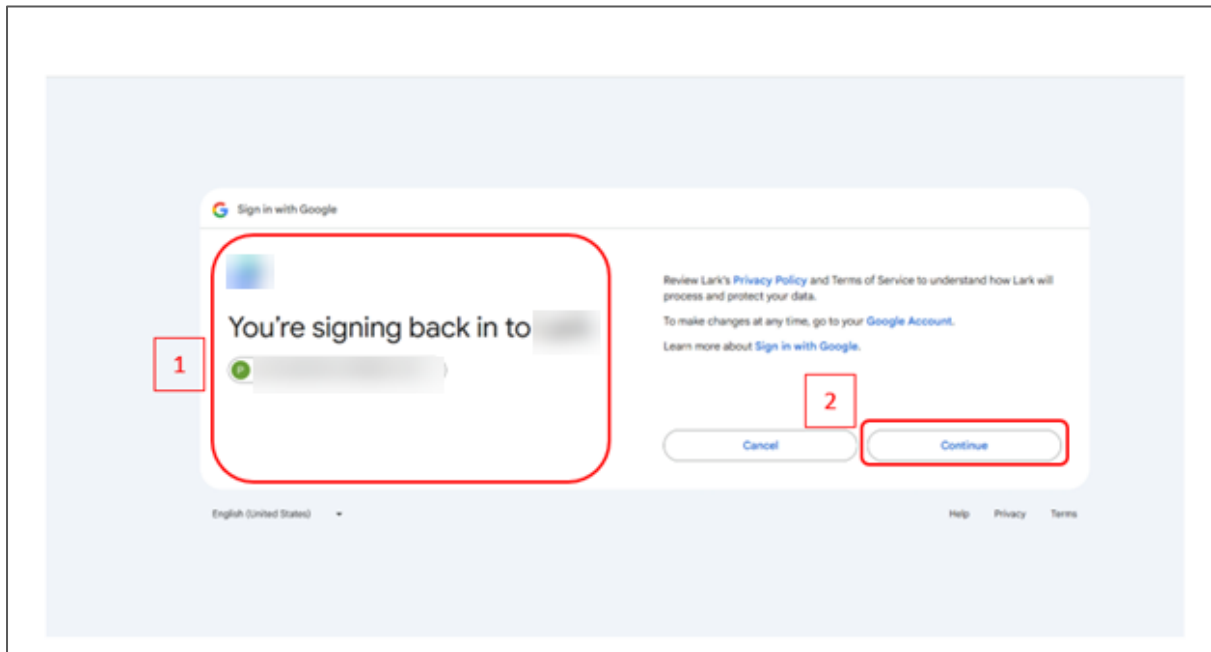 Sign in with Google
You're signing back in to
1
P
Review Lark's Privacy Policy and Terms of Service to understand how Lark will
process and protect your data.
To make changes at any time, go to your Google Account.
Learn more about Sign in with Google.
2
Cancel
Continue
English (United States)
Help Privacy Terms